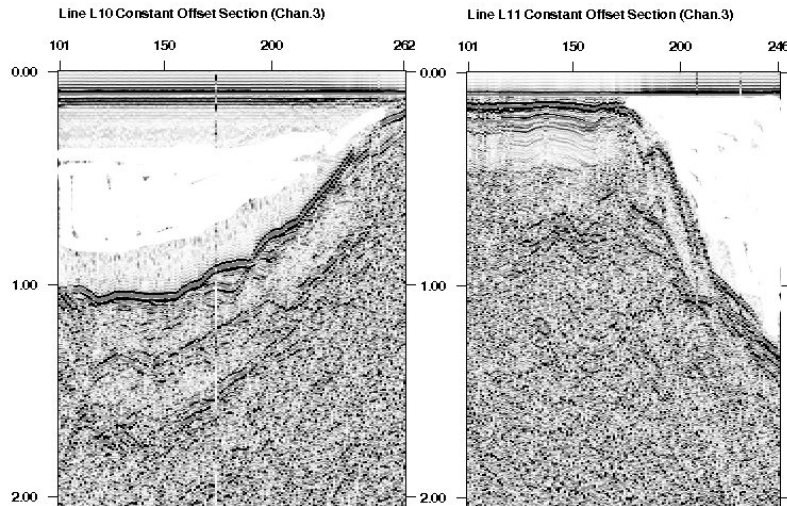 Line L10 Constant Offset Section (Chan.3)
101 150 200 262
0.00
1.00
2.00
Line L11 Constant Offset Section (Chan.3)
101 150 200 246
0.00
1.00
2.00